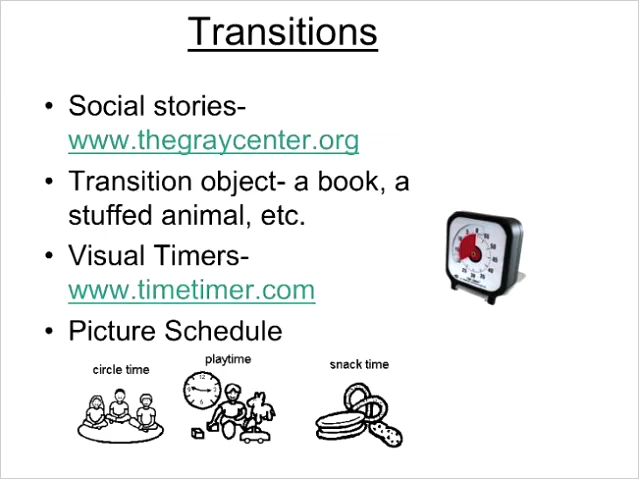 Transitions
• Social stories-
www.thegraycenter.org
• Transition object- a book, a
stuffed animal, etc.
• Visual Timers-
www.timetimer.com
• Picture Schedule
circle time
playtime
snack time